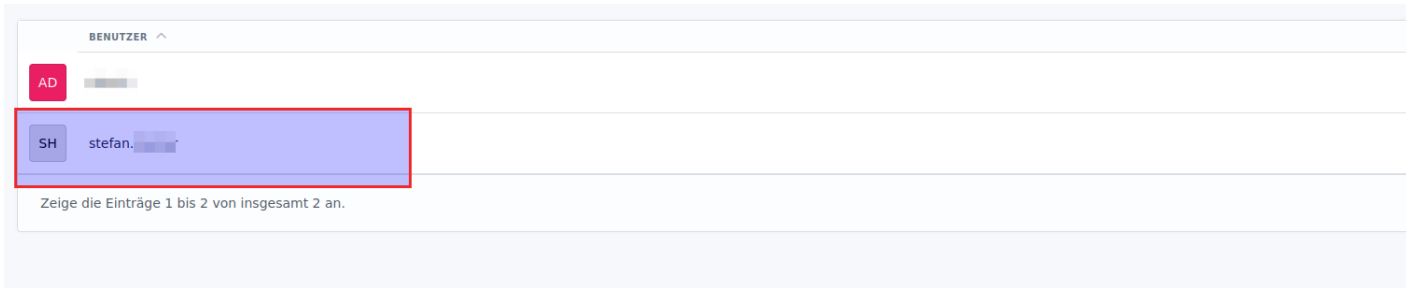 BENUTZER
AD
SH stefan.
Zeige die Einträge 1 bis 2 von insgesamt 2 an.